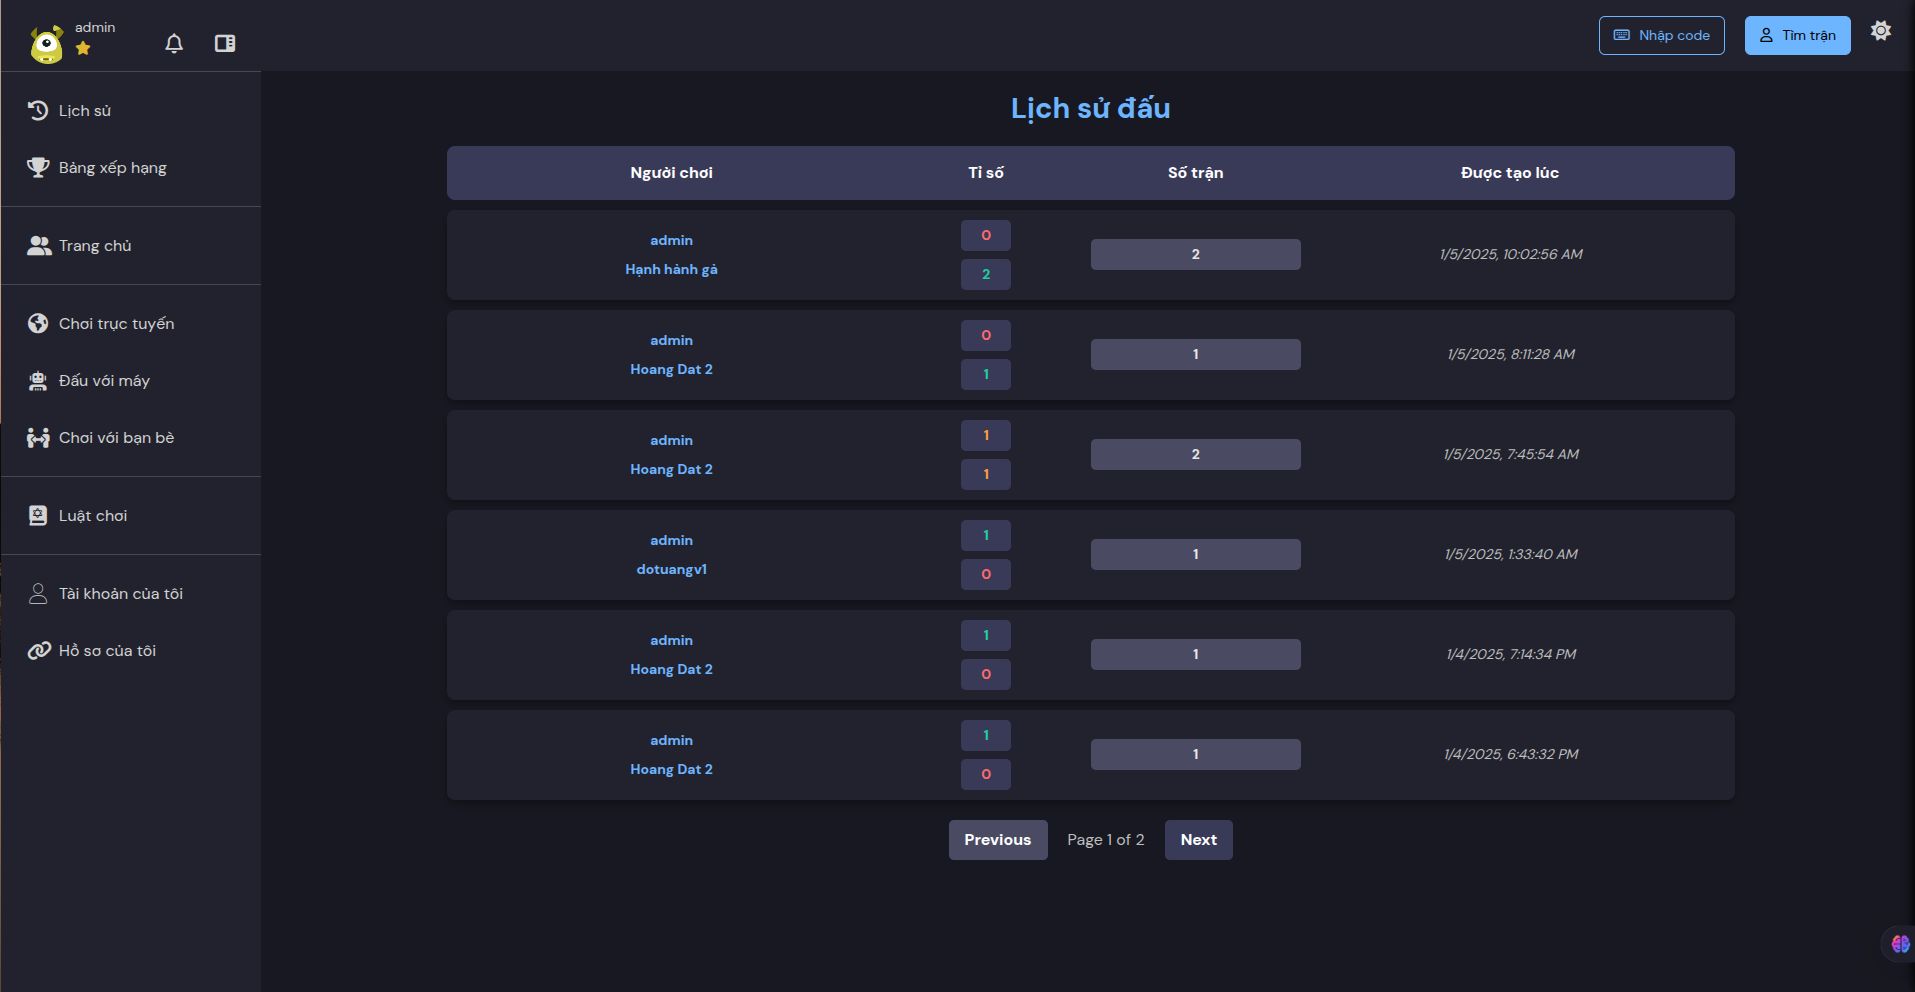 admin
Nhập code
Tìm trận
Lịch sử
Bảng xếp hạng
Trang chủ
Chơi trực tuyến
Đấu với máy
Chơi với bạn bè
Luật chơi
Tài khoản của tôi
Hồ sơ của tôi
Lịch sử đấu
Người chơi Tỉ số Số trận Được tạo lúc
admin 0
Hạnh hảnh gả 2
2 1/5/2025, 10:02:56 AM
admin 0
Hoang Dat 2 1
1 1/5/2025, 8:11:28 AM
admin 1
Hoang Dat 2 1
2 1/5/2025, 7:45:54 AM
admin 1
dotuangv1 0
1 1/5/2025, 1:33:40 AM
admin 1
Hoang Dat 2 0
1 1/4/2025, 7:14:34 PM
admin 1
Hoang Dat 2 0
1 1/4/2025, 6:43:32 PM
Previous Page 1 of 2 Next